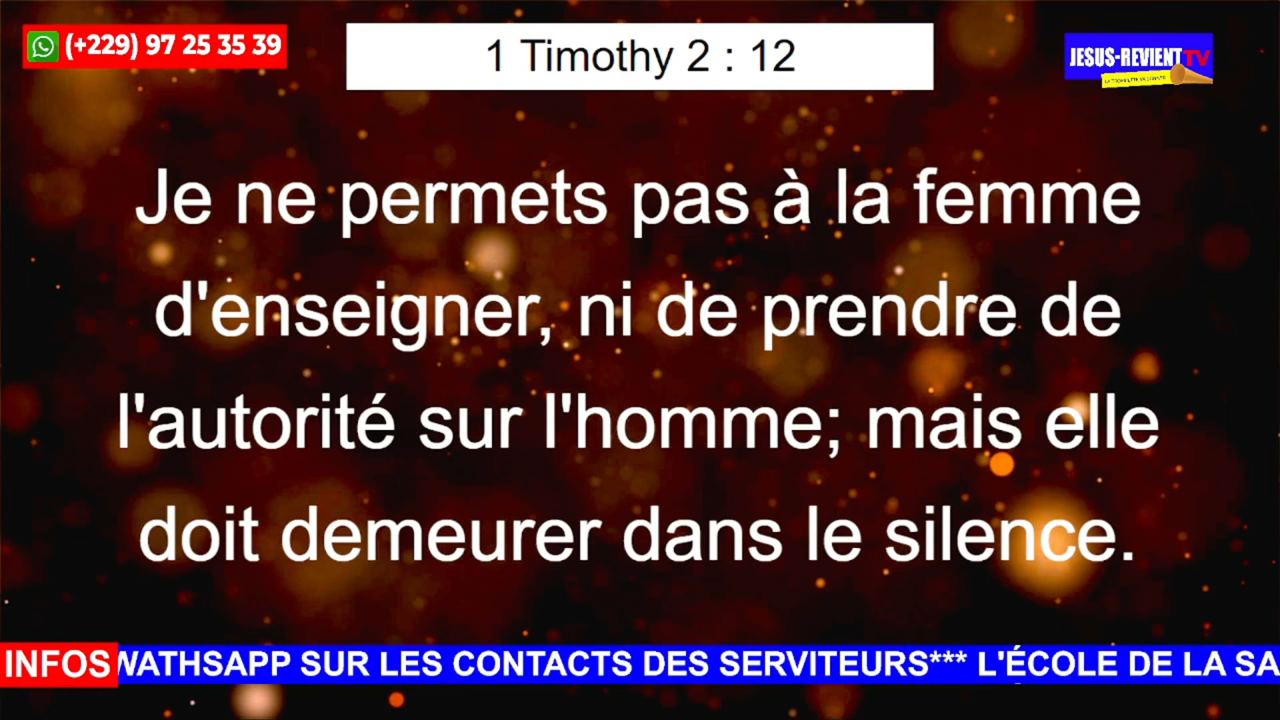 (+229) 97 25 35 39
1 Timothy 2 : 12
JESUS-REVIENT TV
Je ne permets pas à la femme
d'enseigner, ni de prendre de
l'autorité sur l'homme; mais elle
doit demeurer dans le silence.
INFOS WATHSAPP SUR LES CONTACTS DES SERVITEURS*** L'ÉCOLE DE LA SA